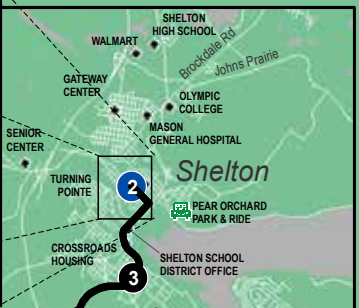 SHELTON
HIGH SCHOOL
WALMART
Brockdale Rd
Johns Prairie
GATEWAY
CENTER
OLYMPIC
COLLEGE
MASON
GENERAL HOSPITAL
SENIOR
CENTER
Shelton
TURNING
POINTE
2
PEAR ORCHARD
PARK & RIDE
CROSSROADS
HOUSING
SHELTON SCHOOL
DISTRICT OFFICE
3